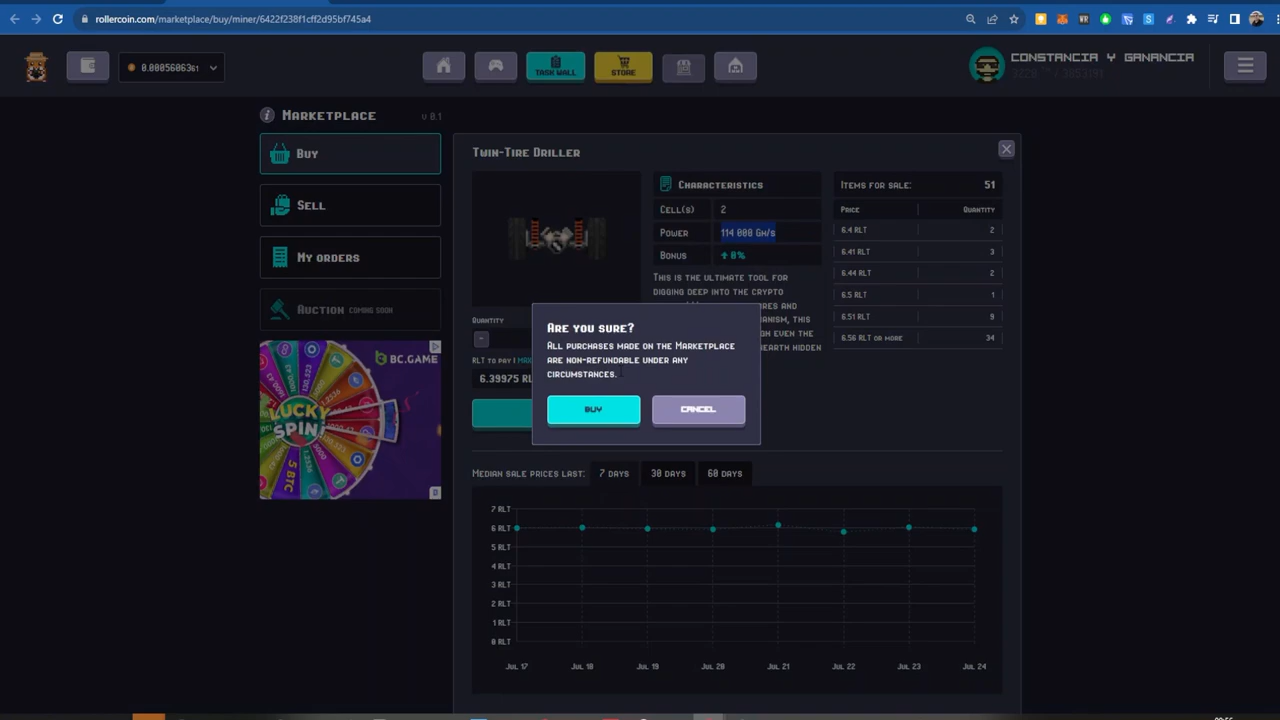 rollercoin.com/marketplace/buy/miner/6422f238f1cff2d95bf745a4
0.0005606361
TASK WALL
STORE
CONSTANCIA Y GANANCIA
MARKETPLACE
V 0.1
BUY
SELL
MY ORDERS
AUCTION COMING SOON
BC.GAME
LUCKY
SPIN
5 BTC
TWIN-TIRE DRILLER
CHARACTERISTICS
CELL(S) 2
POWER 114 000 GH/S
BONUS 0%
THIS IS THE ULTIMATE TOOL FOR
DIGGING DEEP INTO THE CRYPTO
ITEMS FOR SALE: 51
PRICE QUANTITY
6.4 RLT 2
6.41 RLT 3
6.44 RLT 2
6.5 RLT 1
6.51 RLT 9
6.56 RLT OR MORE 34
QUANTITY
-
RLT TO PAY
6.39975
ARE YOU SURE?
ALL PURCHASES MADE ON THE MARKETPLACE
ARE NON-REFUNDABLE UNDER ANY
CIRCUMSTANCES.
BUY
CANCEL
MEDIAN SALE PRICES LAST: 7 DAYS 30 DAYS 60 DAYS
7 RLT
6 RLT
5 RLT
4 RLT
3 RLT
2 RLT
1 RLT
0 RLT
JUL 17 JUL 18 JUL 19 JUL 20 JUL 21 JUL 22 JUL 23 JUL 24